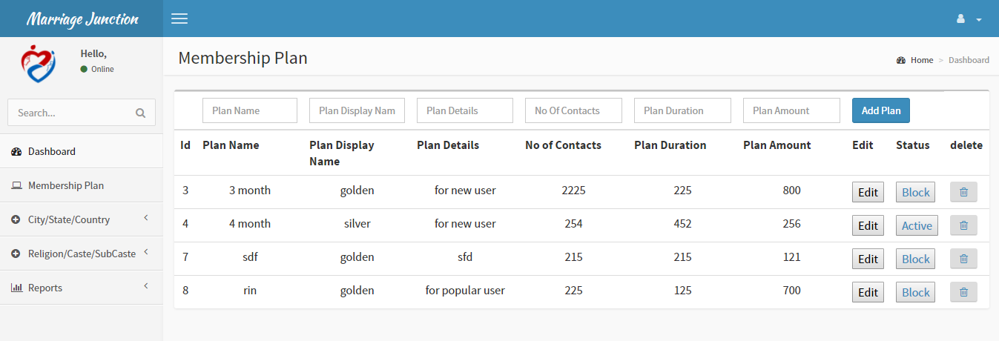 Marriage Junction
Hello,
Online
Search...
Dashboard
Membership Plan
City/State/Country
Religion/Caste/SubCaste
Reports
Membership Plan
Home > Dashboard
Plan Name Plan Display Nam Plan Details No Of Contacts Plan Duration Plan Amount Add Plan
Id Plan Name Plan Display Plan Details No of Contacts Plan Duration Plan Amount Edit Status delete
Name
3 3 month golden for new user 2225 225 800 Edit Block
4 4 month silver for new user 254 452 256 Edit Active
7 sdf golden sfd 215 215 121 Edit Block
8 rin golden for popular user 225 125 700 Edit Block